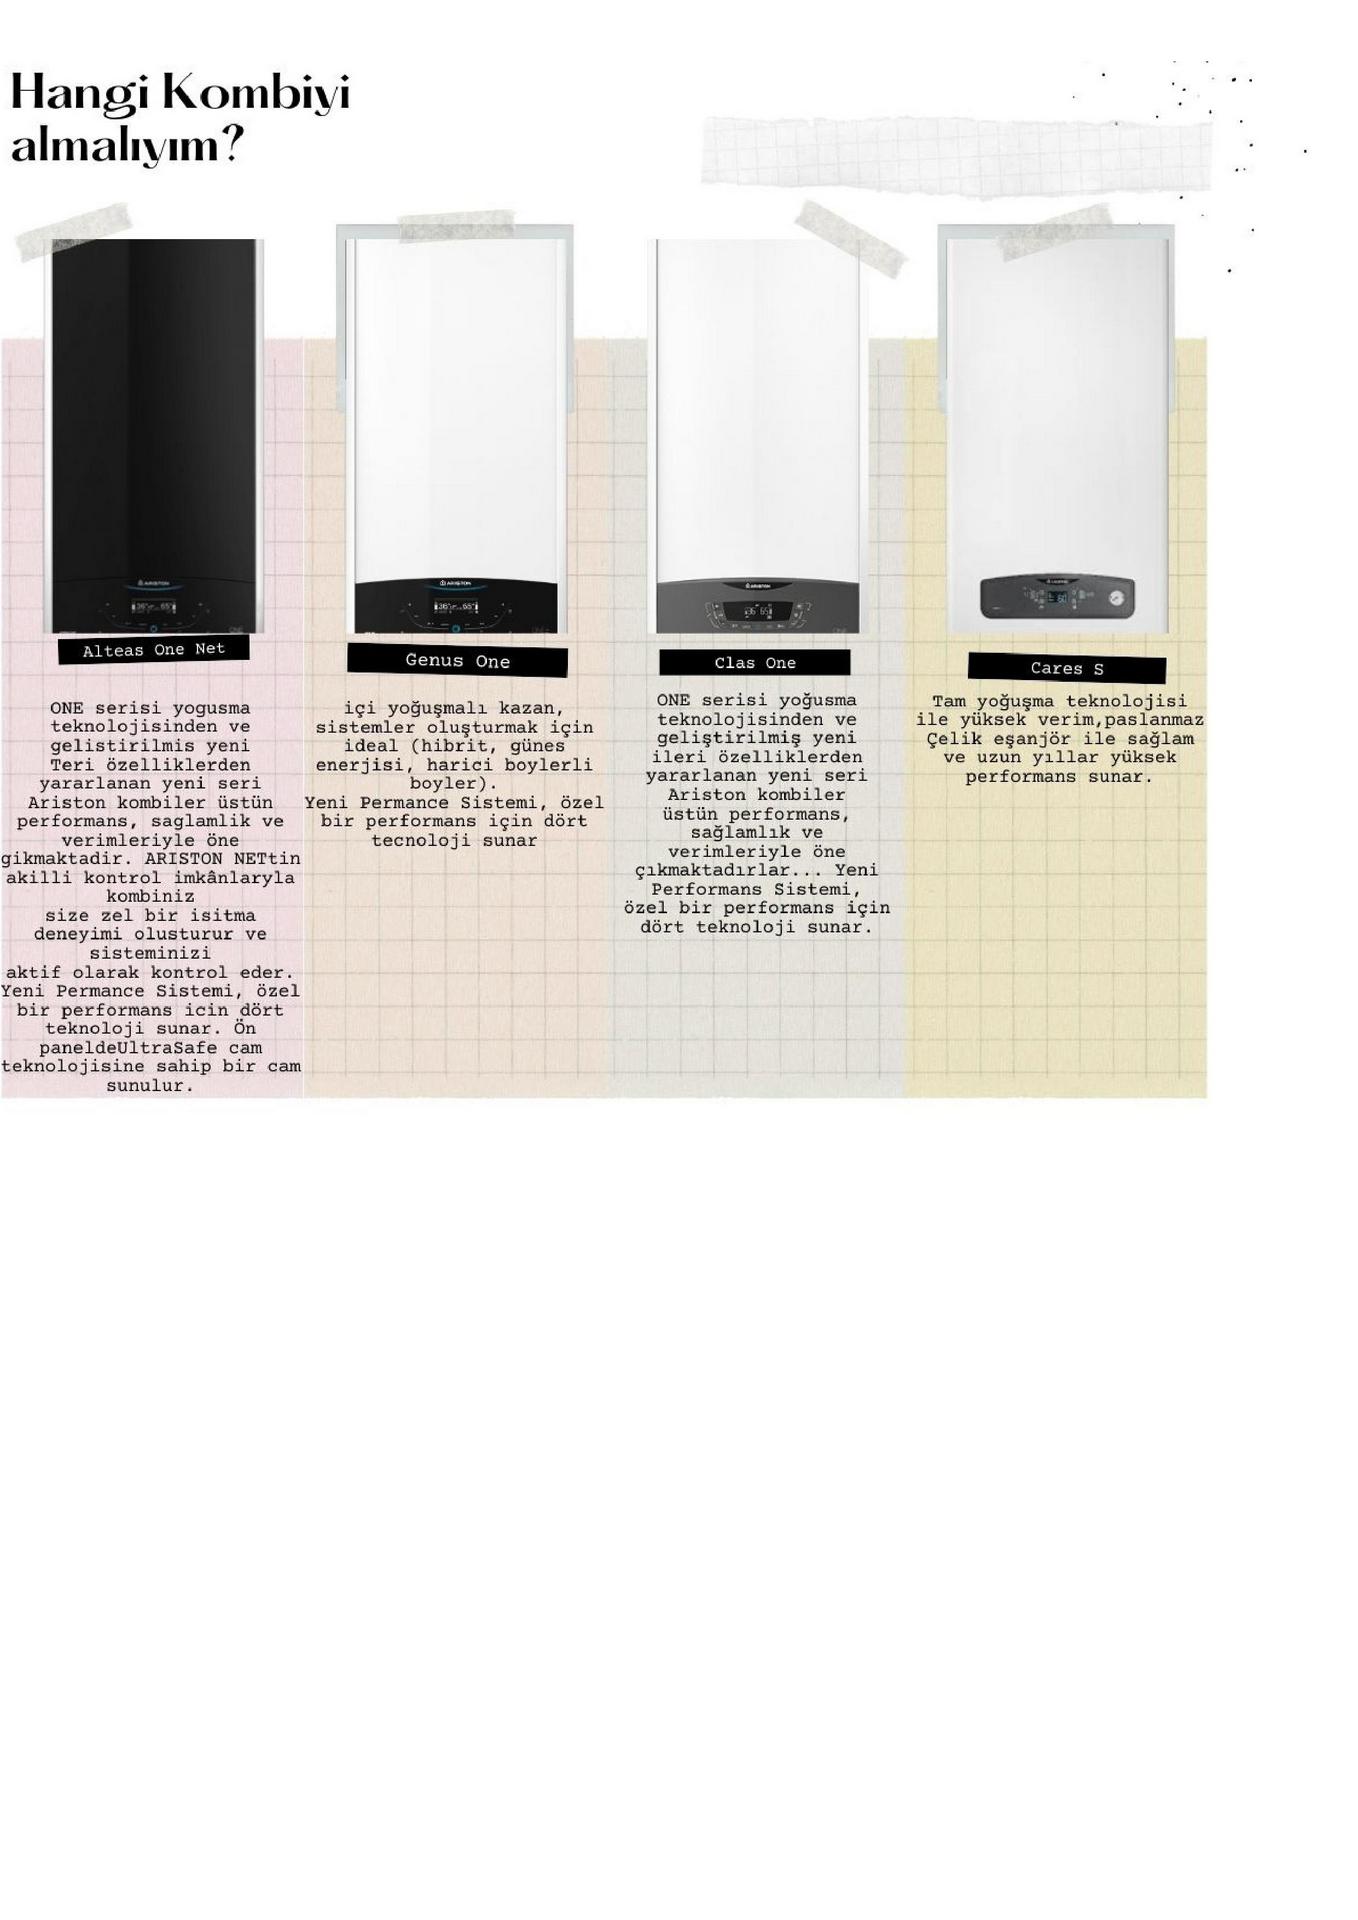 Hangi Kombiyi
almalıyım?
ARISTON
ARISTON
ARISTON
Alteas One Net
Genus One
Clas One
Cares S
ONE serisi yogusma
teknolojisinden ve
gelistirilmis yeni
Teri özelliklerden
yararlanan yeni seri
Ariston kombiler üstün
performans, saglamlik ve
verimleriyle öne
gikmaktadir. ARISTON NETtin
akilli kontrol imkânlaryla
kombiniz
size zel bir isitma
deneyimi olusturur ve
sisteminizi
aktif olarak kontrol eder.
Yeni Permance Sistemi, özel
bir performans icin dört
teknoloji sunar. Ön
paneldeUltraSafe cam
teknolojisine sahip bir cam
sunulur.
içi yoğuşmalı kazan,
sistemler oluşturmak için
ideal (hibrit, günes
enerjisi, harici boylerli
boyler).
Yeni Permance Sistemi, özel
bir performans için dört
tecnoloji sunar
ONE serisi yoğusma
teknolojisinden ve
geliştirilmiş yeni
ileri özelliklerden
yararlanan yeni seri
Ariston kombiler
üstün performans,
sağlamlık ve
verimleriyle öne
çıkmaktadırlar... Yeni
Performans Sistemi,
özel bir performans için
dört teknoloji sunar.
Tam yoğuşma teknolojisi
ile yüksek verim,paslanmaz
Çelik eşanjör ile sağlam
ve uzun yıllar yüksek
performans sunar.